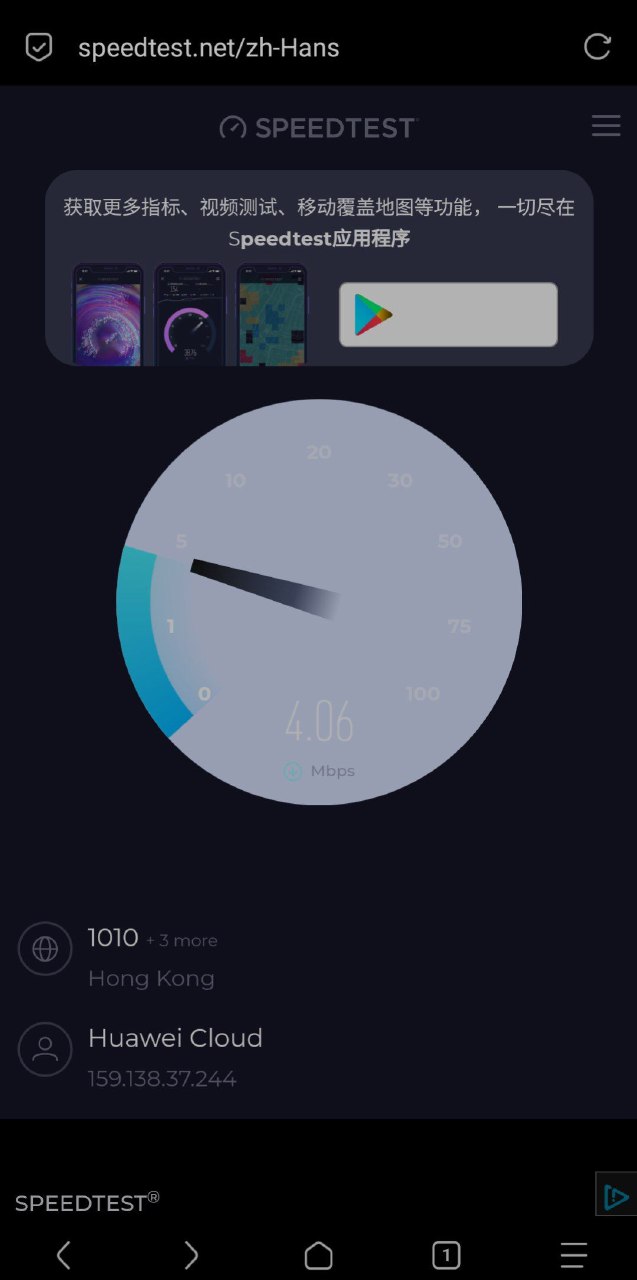 speedtest.net/zh-Hans
SPEEDTEST
获取更多指标、视频测试、移动覆盖地图等功能， 一切尽在
Speedtest应用程序
20
10
30
5
50
1
75
0
100
4.06
Mbps
1010 + 3 more
Hong Kong
Huawei Cloud
159.138.37.244
SPEEDTEST®
1